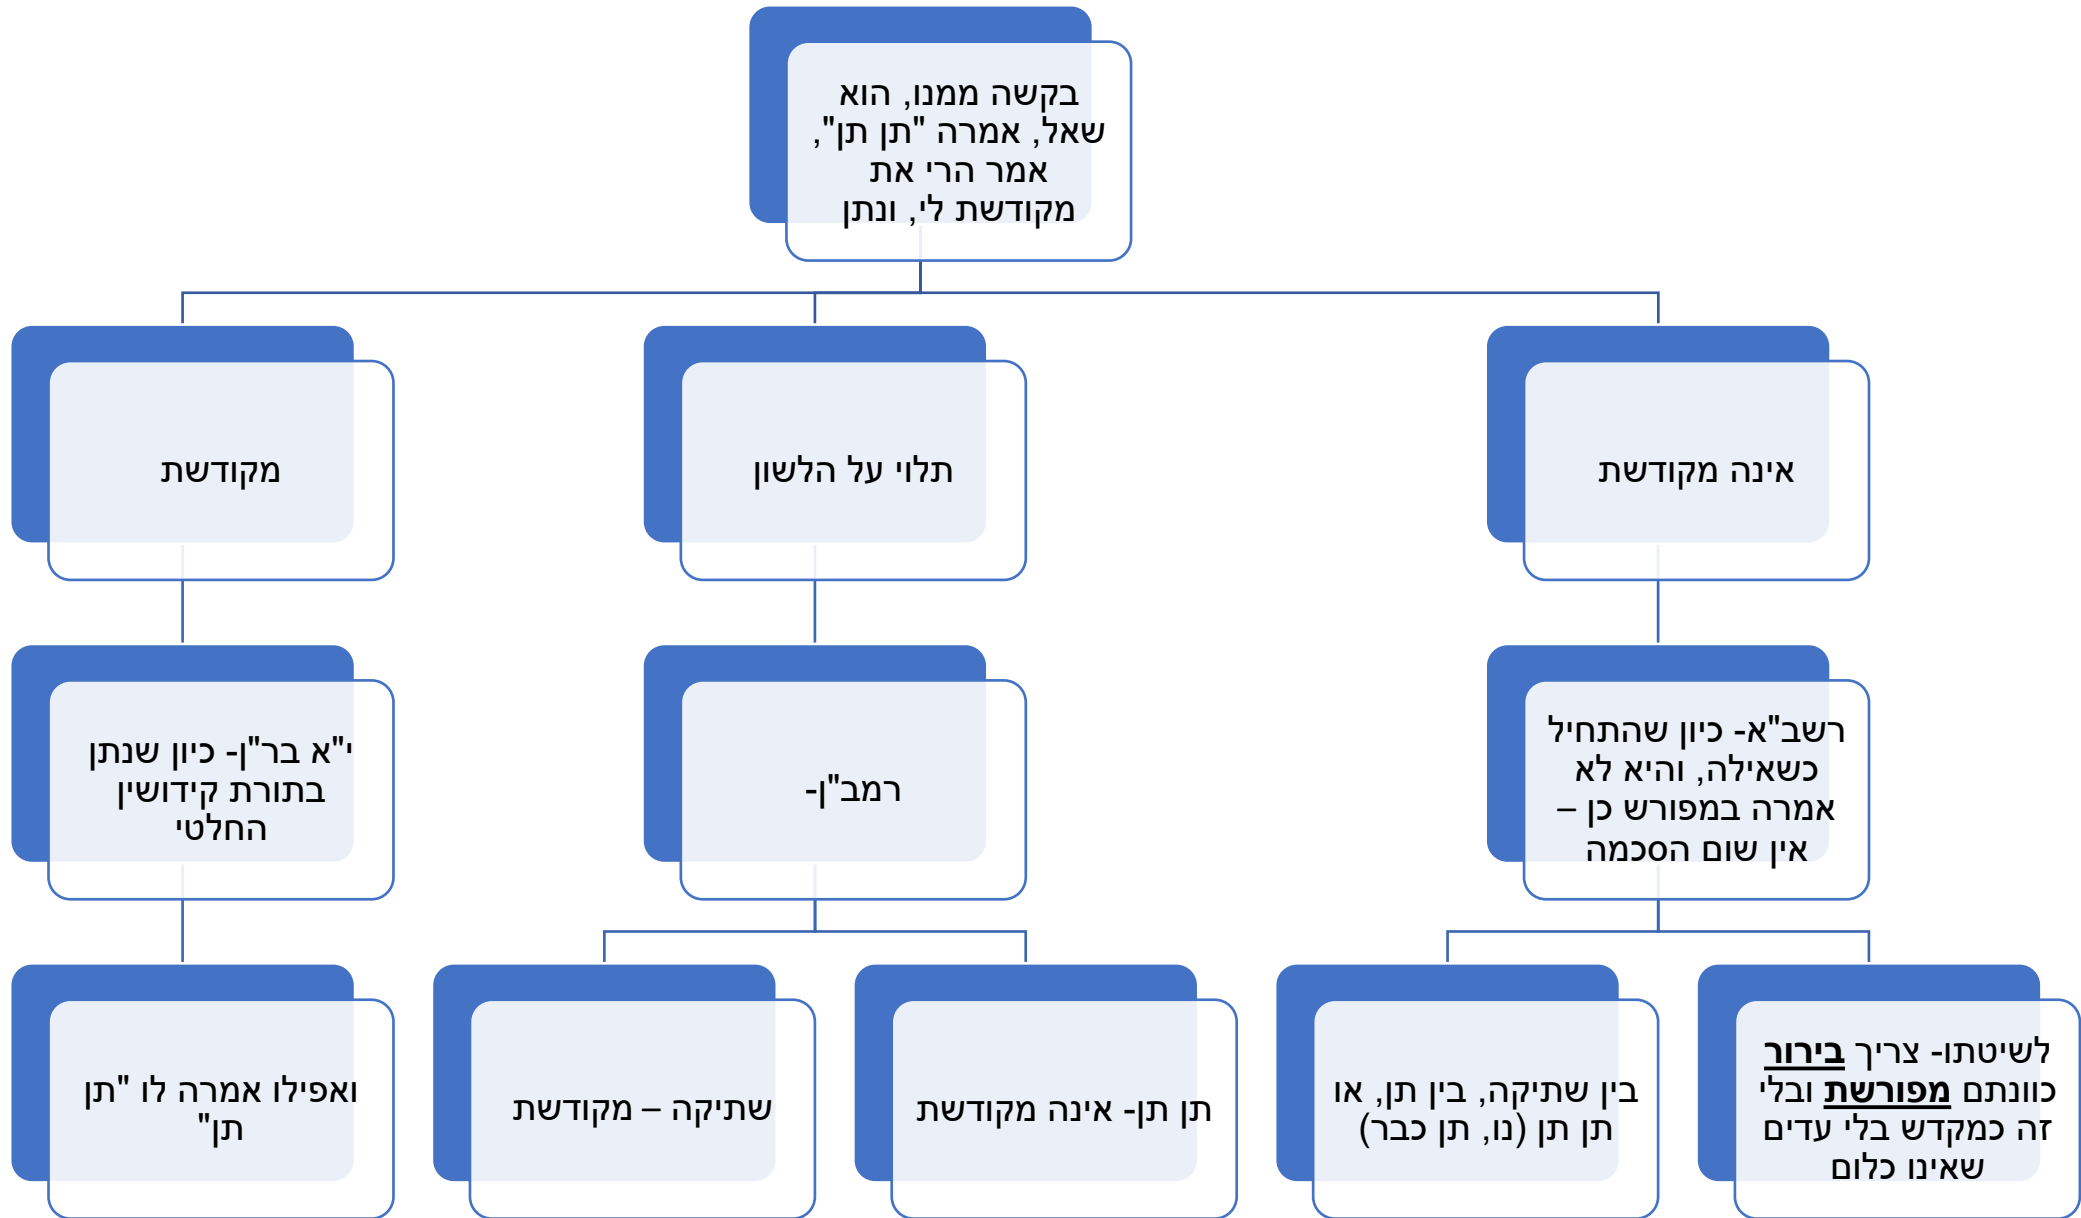 בקשה ממנו, הוא
שאל, אמרה "תן תן",
אמר הרי את
מקודשת לי, ונתן
אינה מקודשת
תלוי על הלשון
מקודשת
רשב"א- כיון שהתחיל
כשאילה, והיא לא
אמרה במפורש כן –
אין שום הסכמה
רמב"ן-
י"א בר"ן- כיון שנתן
בתורת קידושין
החלטי
לשיטתו- צריך בירור
כוונתם מפורשת ובלי
זה כמקדש בלי עדים
שאינו כלום
בין שתיקה, בין תן, או
תן תן (נו, תן כבר)
תן תן- אינה מקודשת
שתיקה – מקודשת
ואפילו אמרה לו "תן
תן"